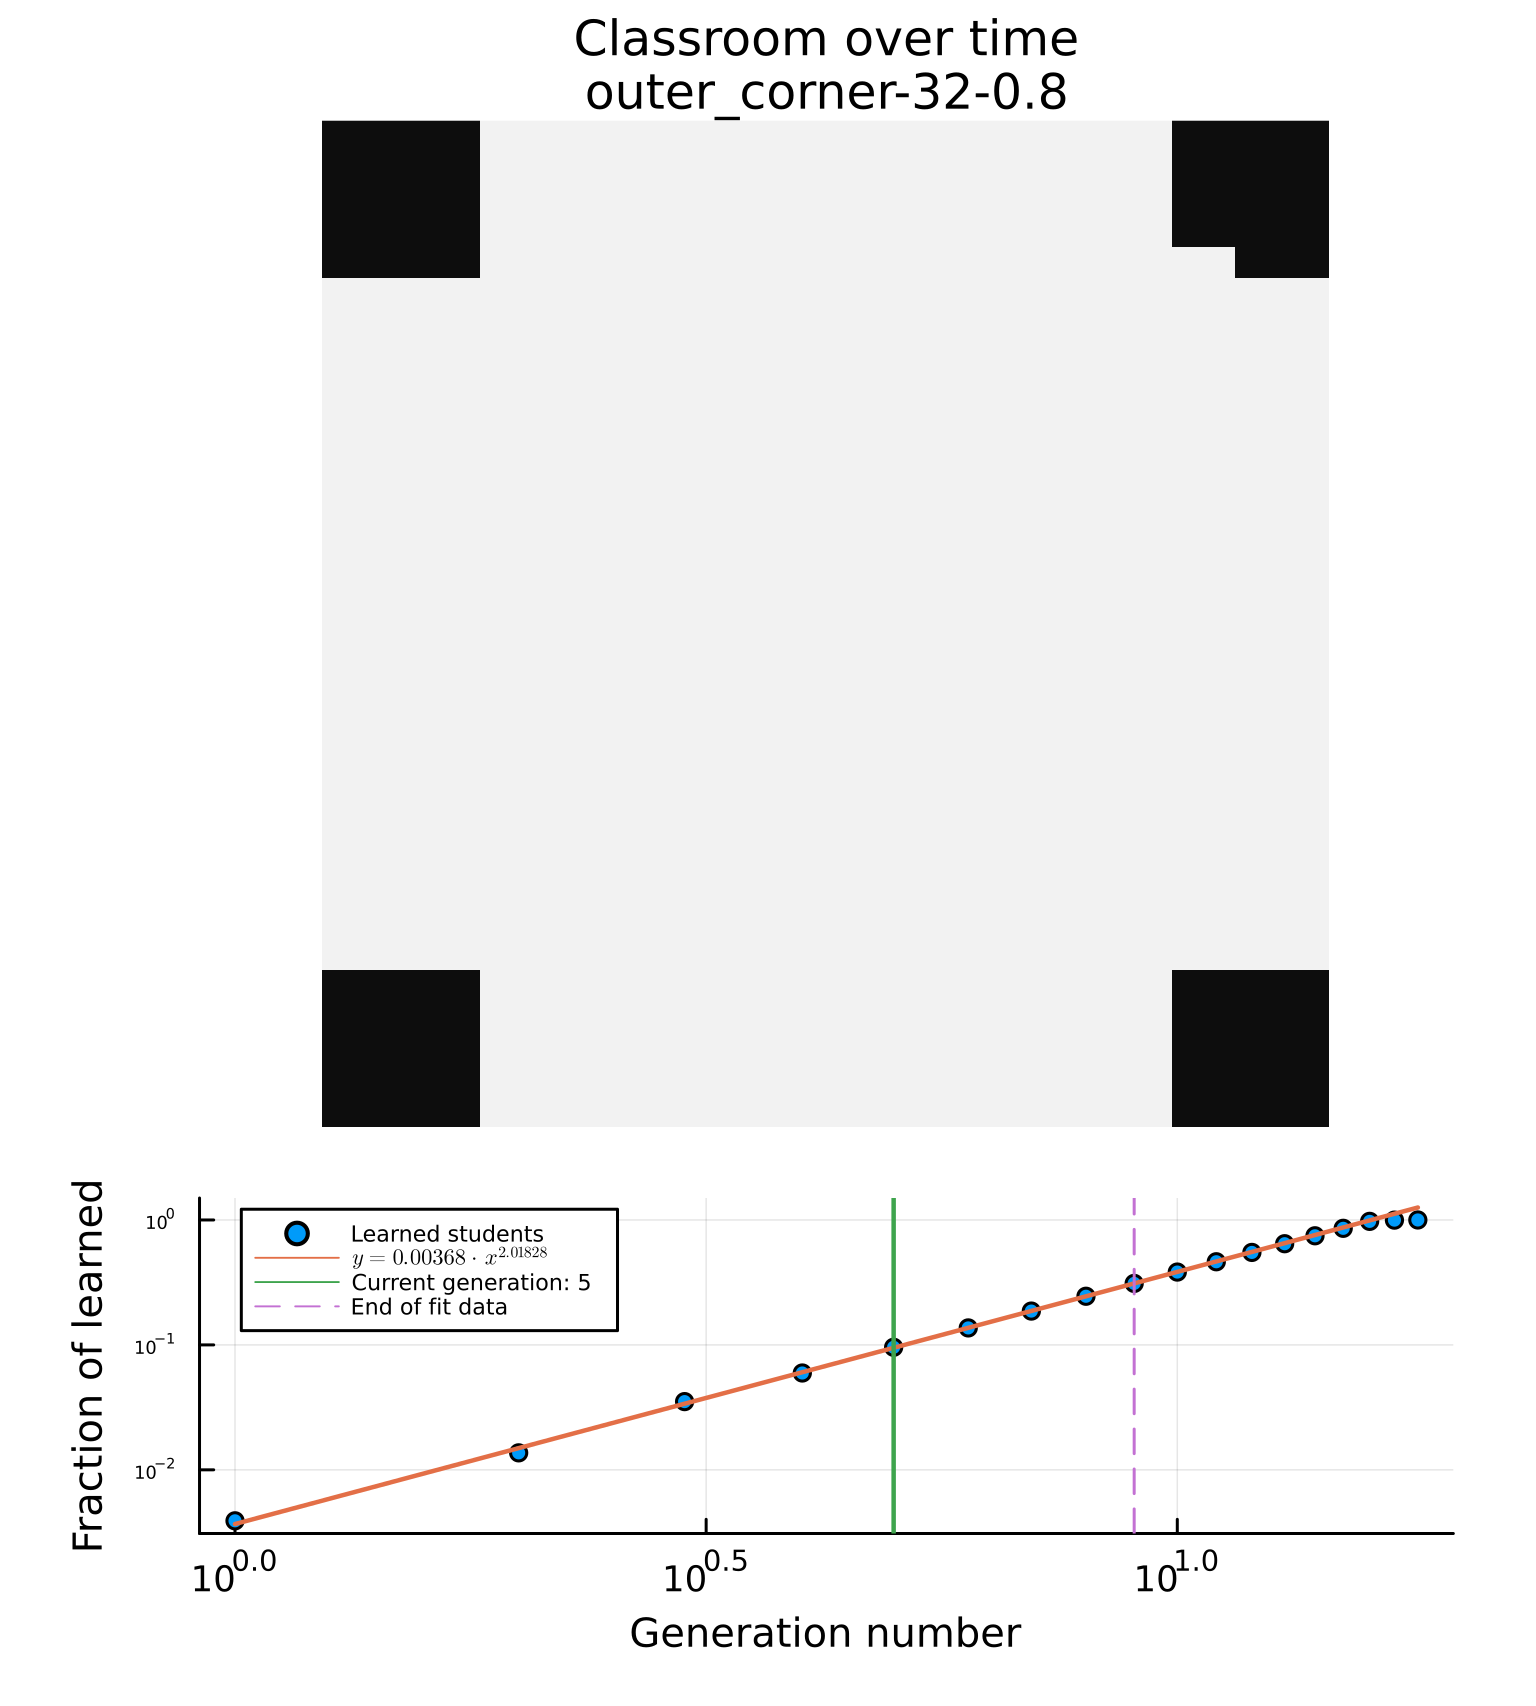 Classroom over time
outer_corner-32-0.8
Fraction of learned
10^0
10^-1
10^-2
Learned students
y = 0.00368 · x^2.01828
Current generation: 5
End of fit data
10^0.0
10^0.5
10^1.0
Generation number